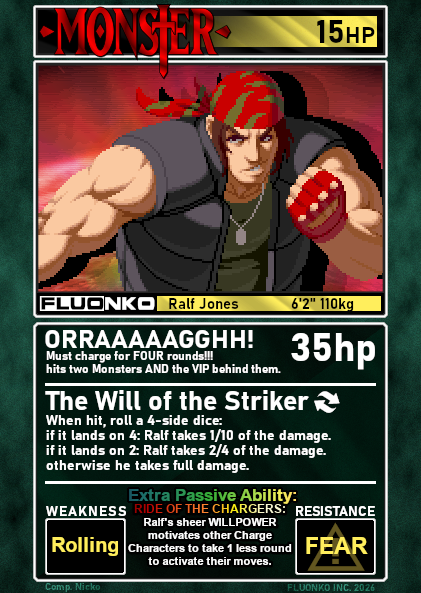 MONSTER
15HP
FLUONKO
Ralf Jones
6'2" 110kg
ORRAAAAAGGHH!
35hp
Must charge for FOUR rounds!!!
hits two Monsters AND the VIP behind them.
The Will of the Striker
When hit, roll a 4-side dice:
if it lands on 4: Ralf takes 1/10 of the damage.
if it lands on 2: Ralf takes 2/4 of the damage.
otherwise he takes full damage.
Extra Passive Ability:
RIDE OF THE CHARGERS:
Ralf's sheer WILLPOWER
motivates other Charge
Characters to take 1 less round
to activate their moves.
WEAKNESS
Rolling
RESISTANCE
FEAR
Comp. Nicko
FLUONKO INC. 2026